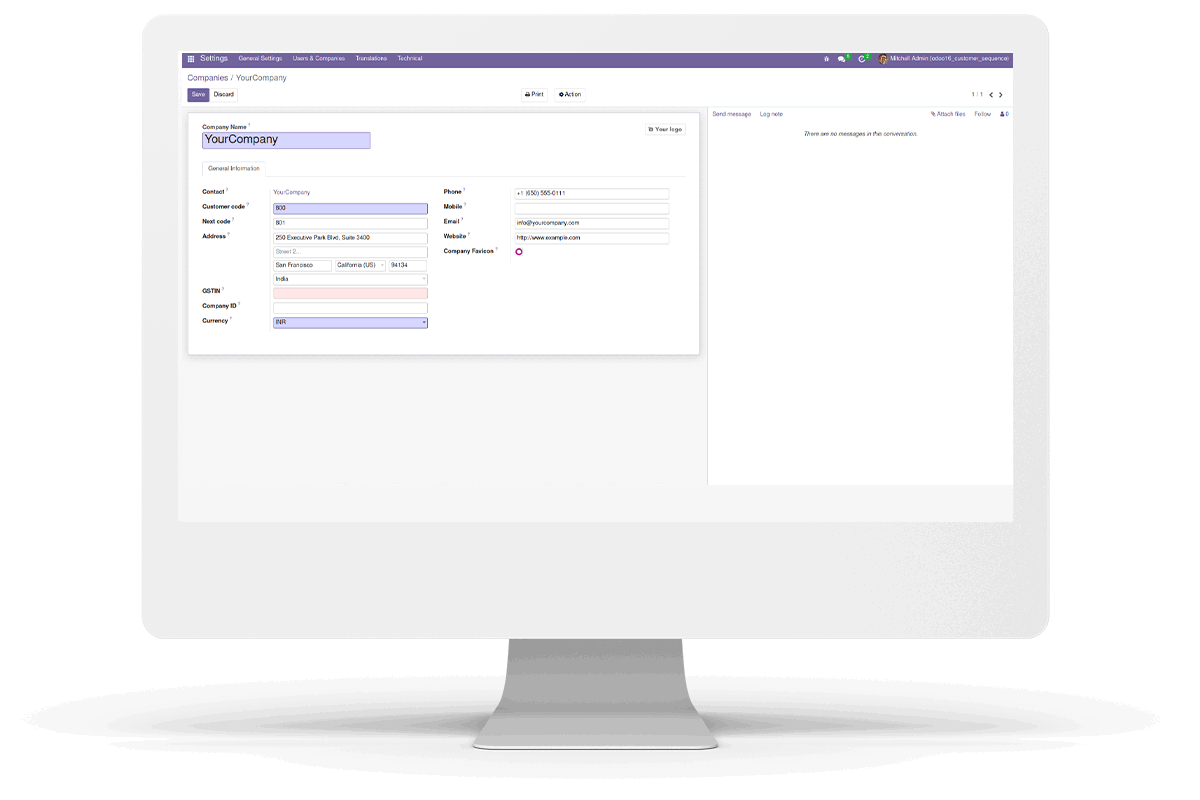 Settings General Settings Users & Companies Translations Technical Mitchell Admin (odoo16_customer_sequence)
Companies / YourCompany
Save Discard Print Action 1 / 1
Send message Log note Attach files Follow 0
There are no messages in this conversation.
Company Name ?
YourCompany
Your logo
General Information
Contact ? YourCompany
Customer code ? 600
Next code ? 601
Address ? 250 Executive Park Blvd, Suite 3400
Street 2...
San Francisco California (US) 94134
India
GSTIN ?
Company ID ?
Currency ? INR
Phone ? +1 (650) 555-0111
Mobile ?
Email ? info@yourcompany.com
Website ? http://www.example.com
Company Favicon ?